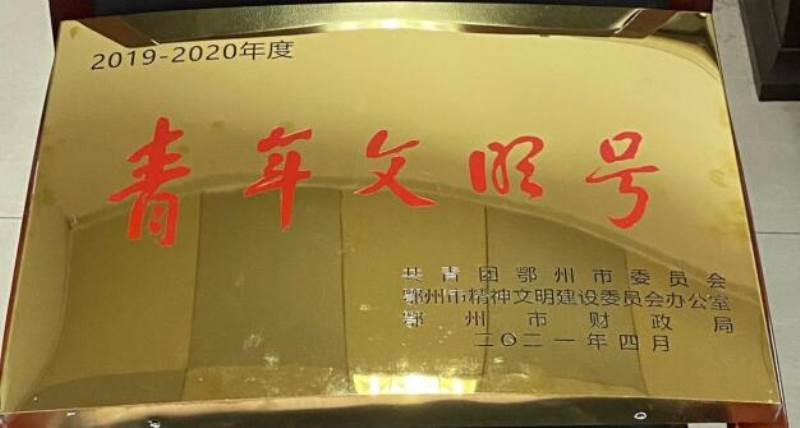 2019-2020年度
青年文明号
共青团鄂州市委员会
鄂州市精神文明建设委员会办公室
鄂州市财政局
二〇二一年四月